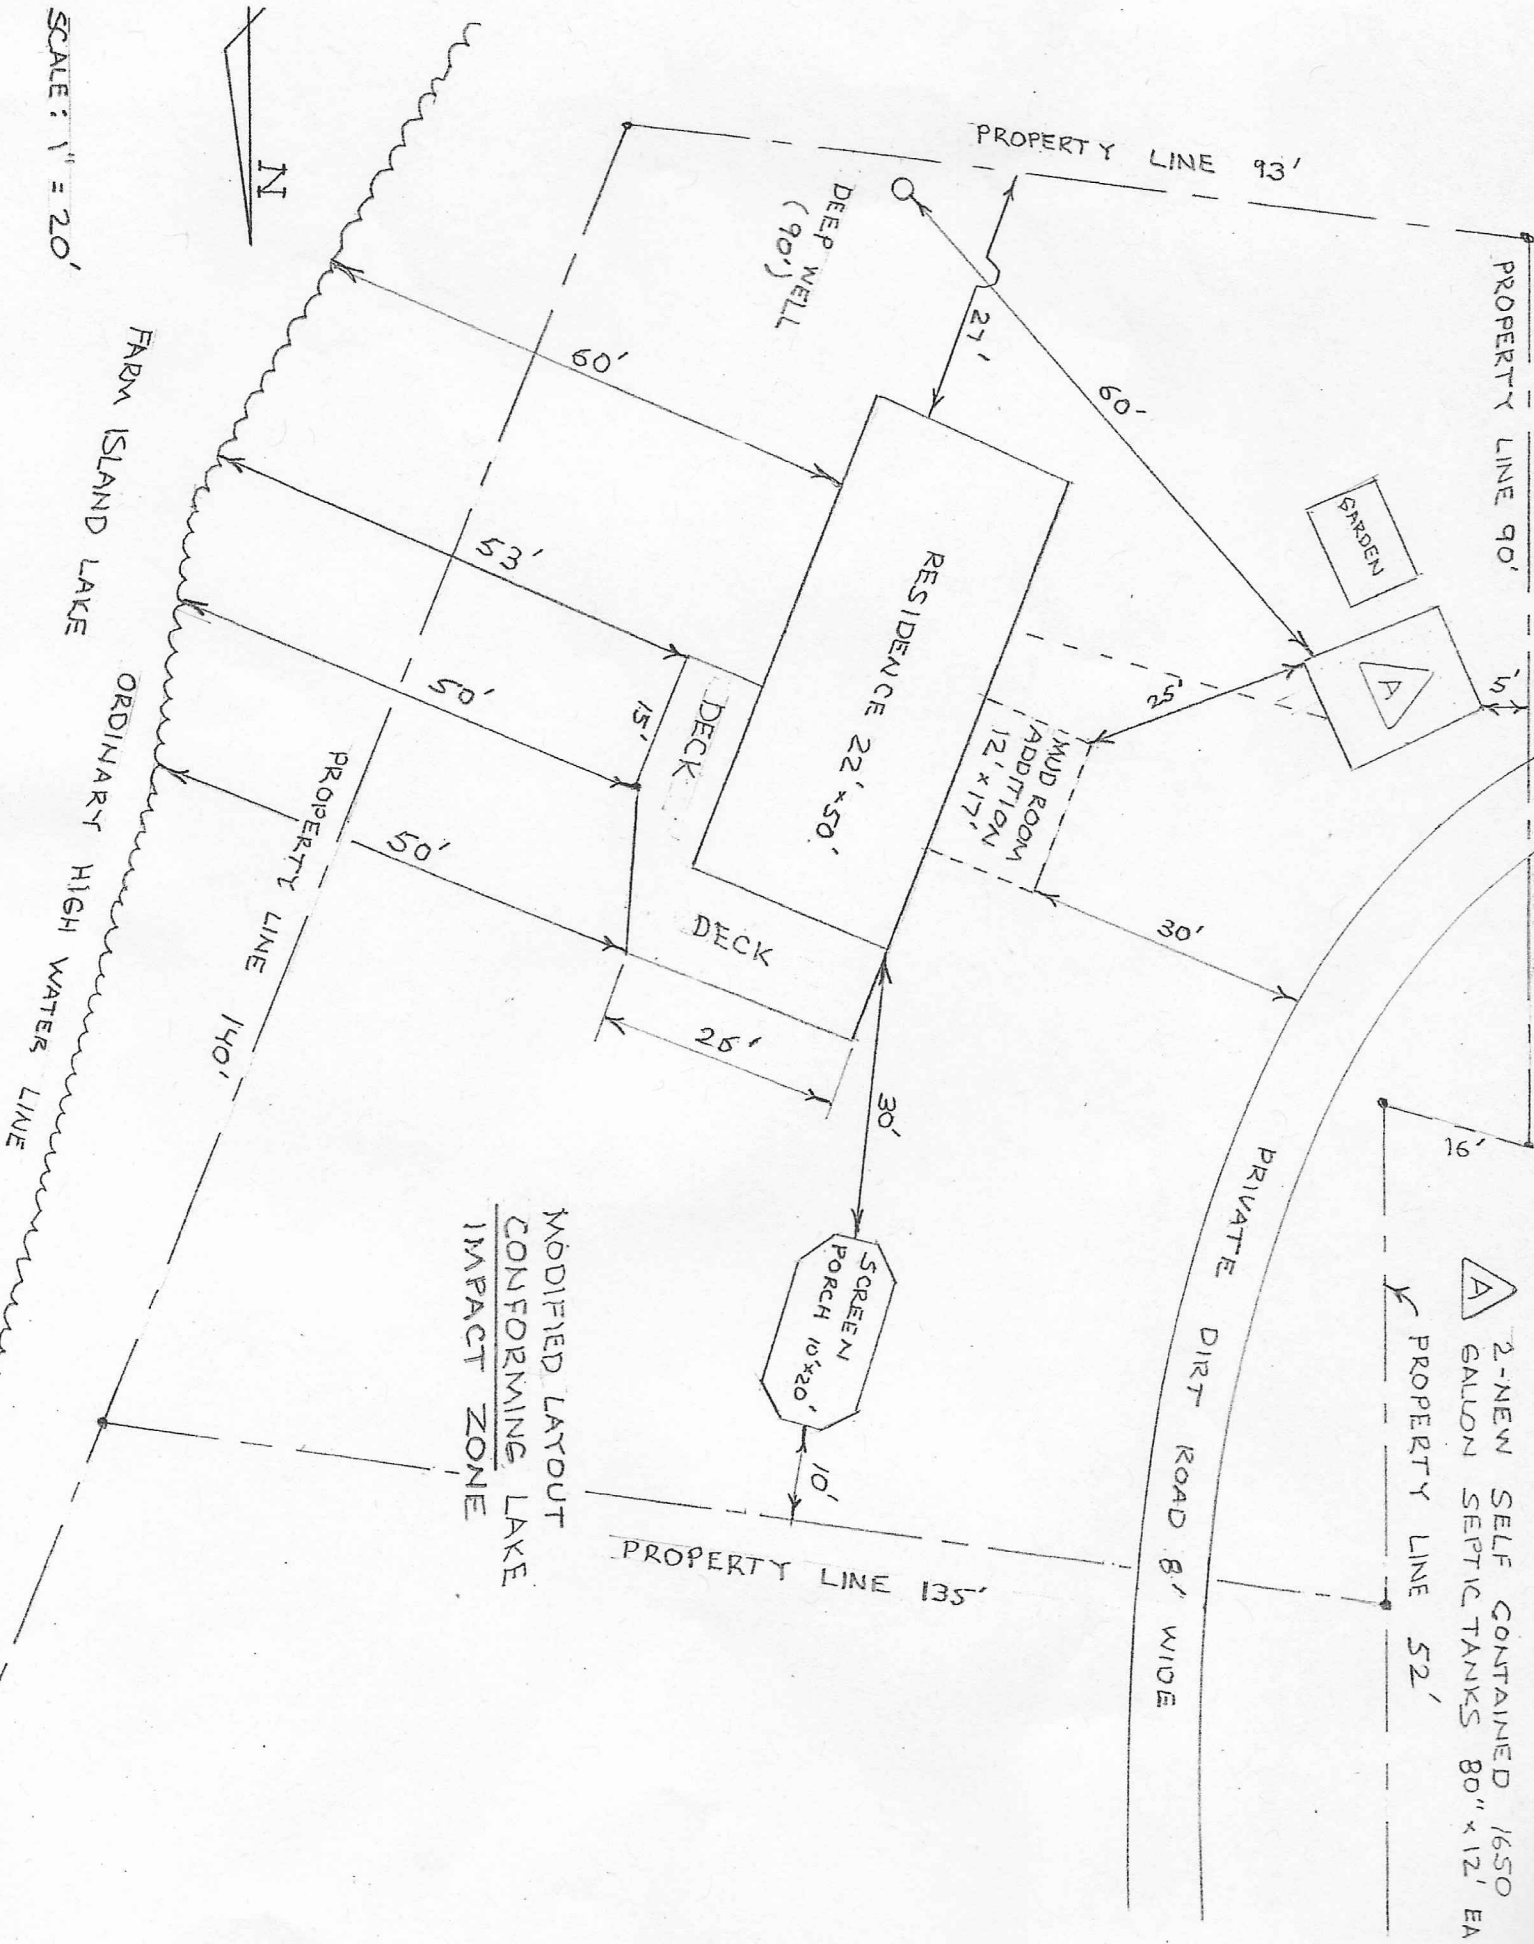 2-NEW SELF CONTAINED 1650
GALLON SEPTIC TANKS 80" x 12' EA
A
PROPERTY LINE 52'
16'
PROPERTY LINE 90'
5'
A
GARDEN
PROPERTY LINE 93'
27'
60'
25'
30'
DEEP WELL
(90')
RESIDENCE 22' x 50'
MUD ROOM
ADDITION
12' x 17'
PRIVATE DIRT ROAD 8' WIDE
DECK
15'
DECK
30'
SCREEN
PORCH 10'x20'
10'
PROPERTY LINE 135'
60'
53'
50'
50'
PROPERTY LINE 140'
MODIFIED LAYOUT
CONFORMING LAKE
IMPACT ZONE
N
FARM ISLAND LAKE
ORDINARY HIGH WATER LINE
SCALE: 1" = 20'